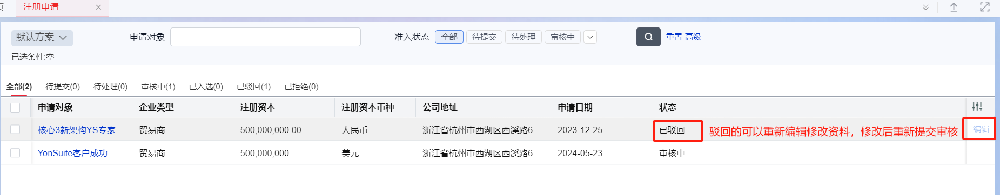 页 注册申请
默认方案 申请对象 准入状态 全部 待提交 待处理 审核中 重置 高级
已选条件:空
全部(2) 待提交(0) 待处理(0) 审核中(1) 已入选(0) 已驳回(1) 已拒绝(0)
申请对象 企业类型 注册资本 注册资本币种 公司地址 申请日期 状态
核心3新架构YS专家... 贸易商 500,000,000.00 人民币 浙江省杭州市西湖区西溪路6... 2023-12-25 已驳回 驳回的可以重新编辑修改资料，修改后重新提交审核 编辑
YonSuite客户成功... 贸易商 500,000,000 美元 浙江省杭州市西湖区西溪路6... 2024-05-23 审核中